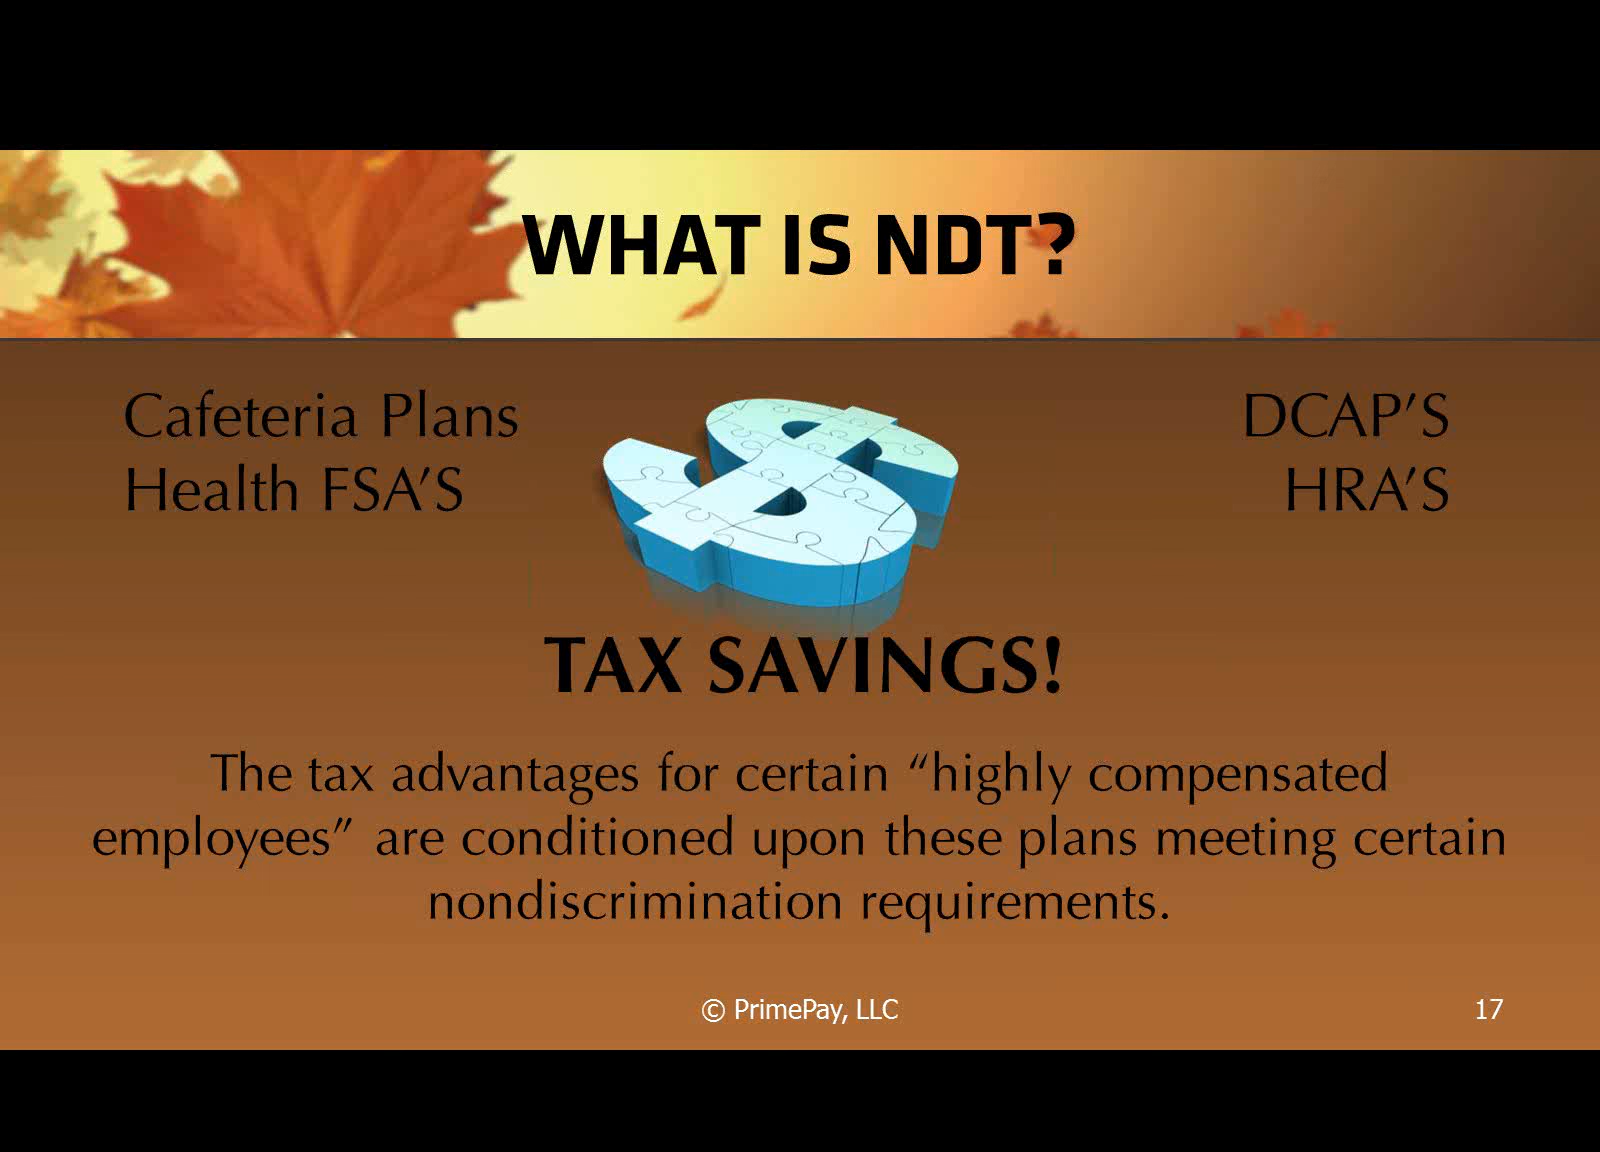 WHAT IS NDT?
Cafeteria Plans
Health FSA’S
DCAP’S
HRA’S
TAX SAVINGS!
The tax advantages for certain “highly compensated
employees” are conditioned upon these plans meeting certain
nondiscrimination requirements.
© PrimePay, LLC
17